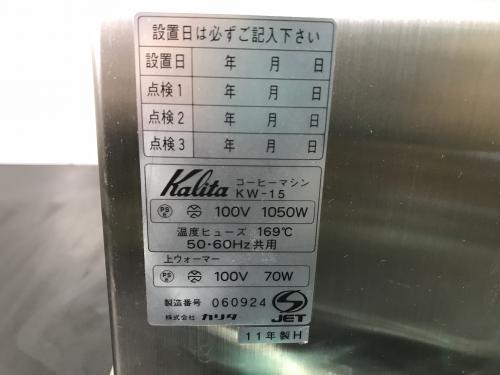 設置日は必ずご記入下さい
設置日 年 月 日
点検1 年 月 日
点検2 年 月 日
点検3 年 月 日
Kalita コーヒーマシン KW-15
PSE 100V 1050W
温度ヒューズ 169℃
50・60Hz共用
上ウォーマー
PSE 100V 70W
製造番号 060924
株式会社 カリタ JET
11年製H